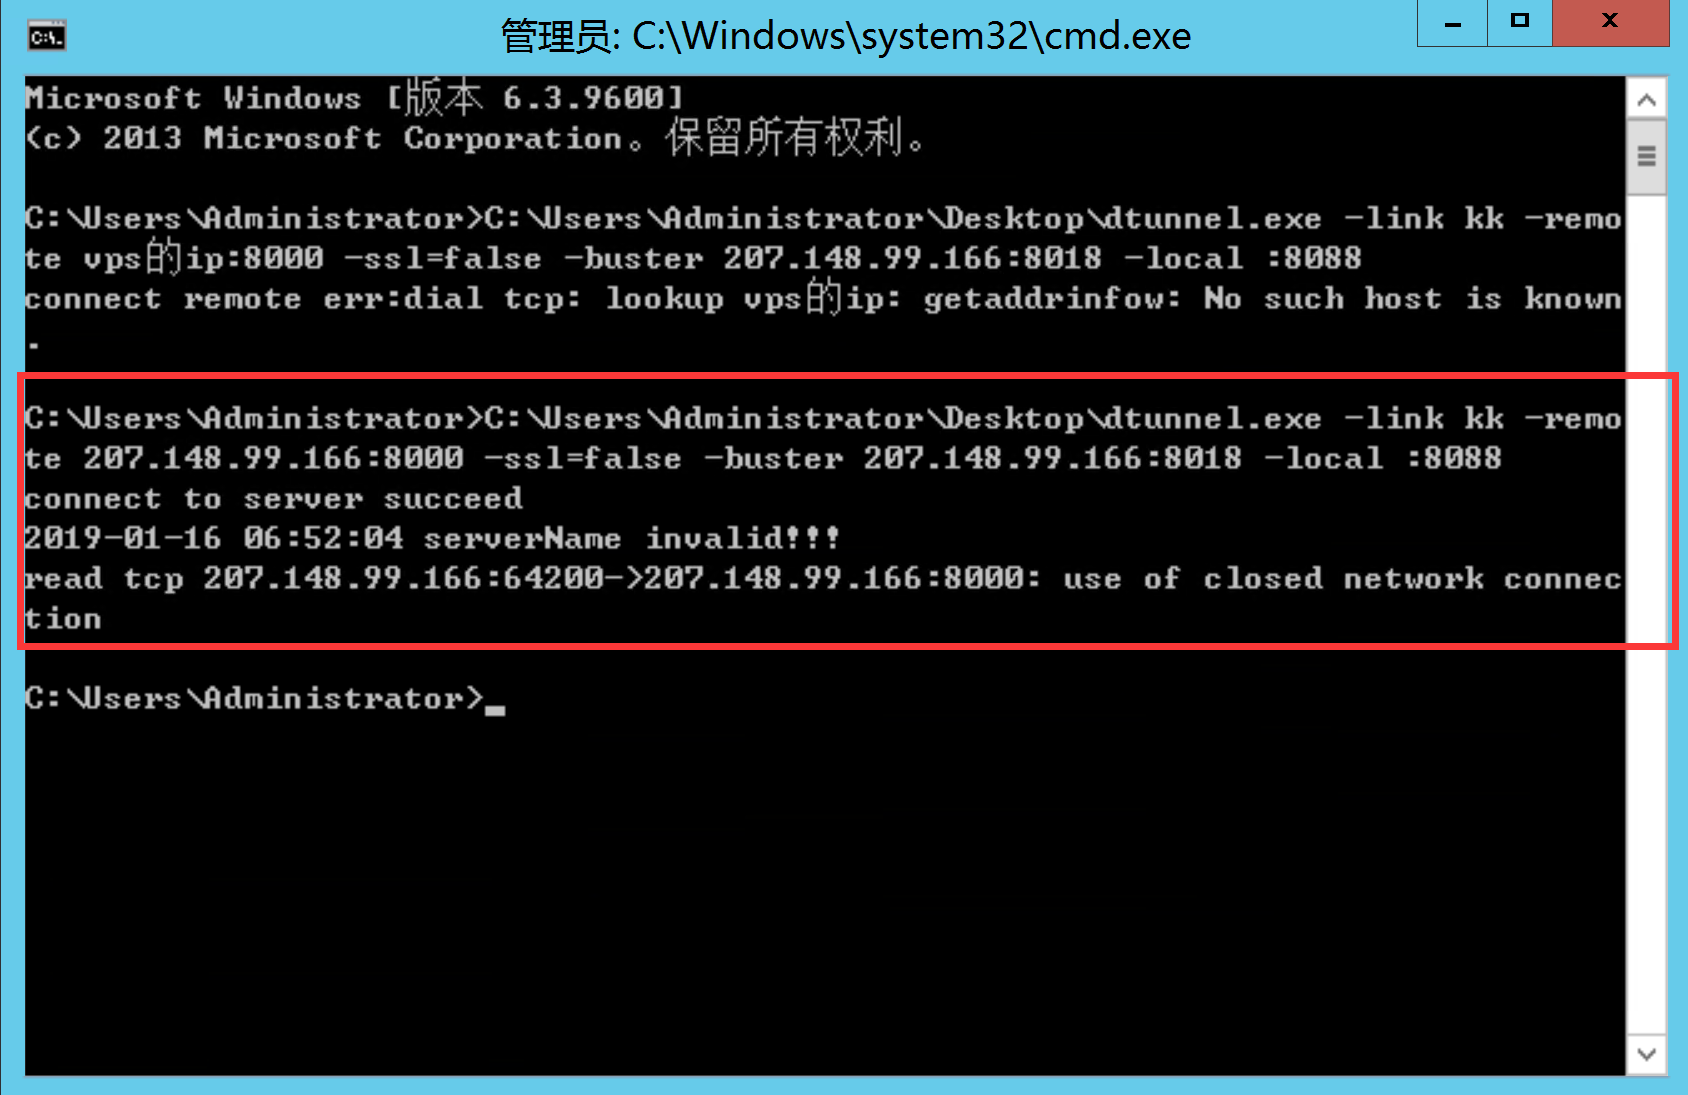 管理员: C:\Windows\system32\cmd.exe
Microsoft Windows [版本 6.3.9600]
(c) 2013 Microsoft Corporation。保留所有权利。
C:\Users\Administrator>C:\Users\Administrator\Desktop\dtunnel.exe -link kk -remo
te vps的ip:8000 -ssl=false -buster 207.148.99.166:8018 -local :8088
connect remote err:dial tcp: lookup vps的ip: getaddrinfow: No such host is known
.
C:\Users\Administrator>C:\Users\Administrator\Desktop\dtunnel.exe -link kk -remo
te 207.148.99.166:8000 -ssl=false -buster 207.148.99.166:8018 -local :8088
connect to server succeed
2019-01-16 06:52:04 serverName invalid!!!
read tcp 207.148.99.166:64200->207.148.99.166:8000: use of closed network connec
tion
C:\Users\Administrator>